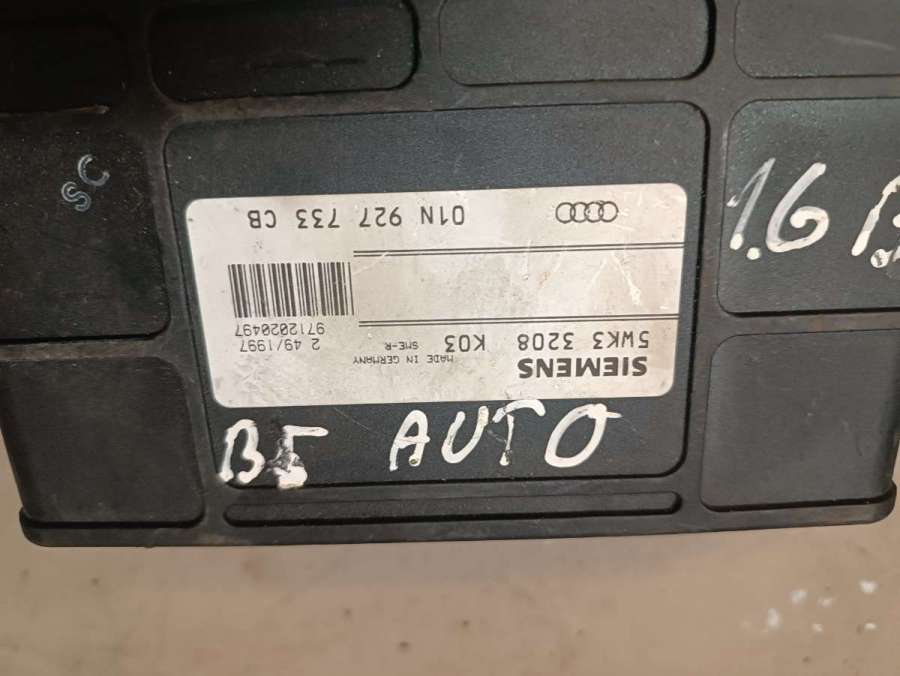 SIEMENS
5WK3 3208 K03
MADE IN GERMANY SME-R
2 49/1997
9712020497
01N 927 733 CB
SC
1.6
AUTO